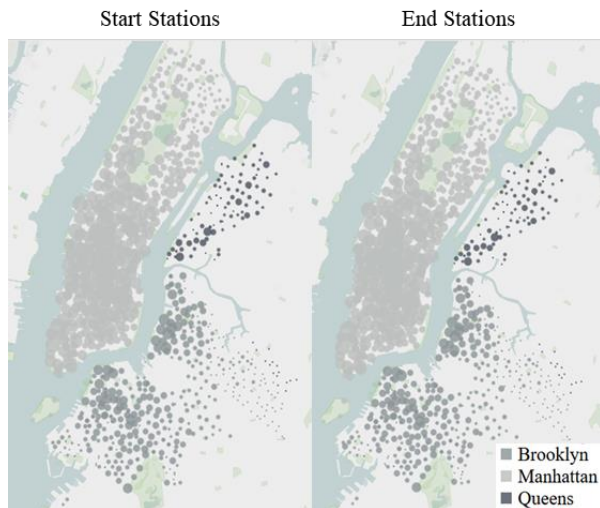 Start Stations
End Stations
Brooklyn
Manhattan
Queens